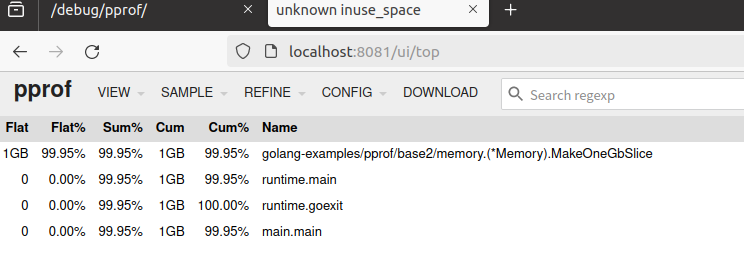 /debug/pprof/ × unknown inuse_space × +
localhost:8081/ui/top
pprof VIEW SAMPLE REFINE CONFIG DOWNLOAD Search regexp
Flat Flat% Sum% Cum Cum% Name
1GB 99.95% 99.95% 1GB 99.95% golang-examples/pprof/base2/memory.(*Memory).MakeOneGbSlice
0 0.00% 99.95% 1GB 99.95% runtime.main
0 0.00% 99.95% 1GB 100.00% runtime.goexit
0 0.00% 99.95% 1GB 99.95% main.main